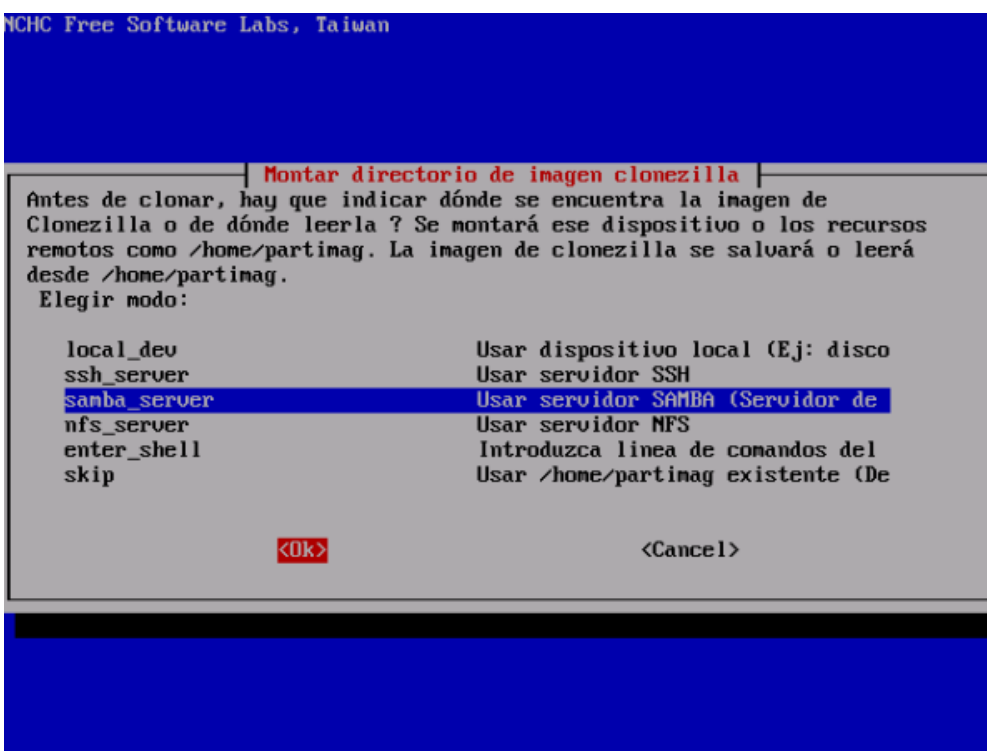 NCHC Free Software Labs, Taiwan
Montar directorio de imagen clonezilla
Antes de clonar, hay que indicar dónde se encuentra la imagen de
Clonezilla o de dónde leerla ? Se montará ese dispositivo o los recursos
remotos como /home/partimag. La imagen de clonezilla se salvará o leerá
desde /home/partimag.
Elegir modo:
local_dev Usar dispositivo local (Ej: disco
ssh_server Usar servidor SSH
samba_server Usar servidor SAMBA (Servidor de
nfs_server Usar servidor NFS
enter_shell Introduzca linea de comandos del
skip Usar /home/partimag existente (De
<Ok> <Cancel>